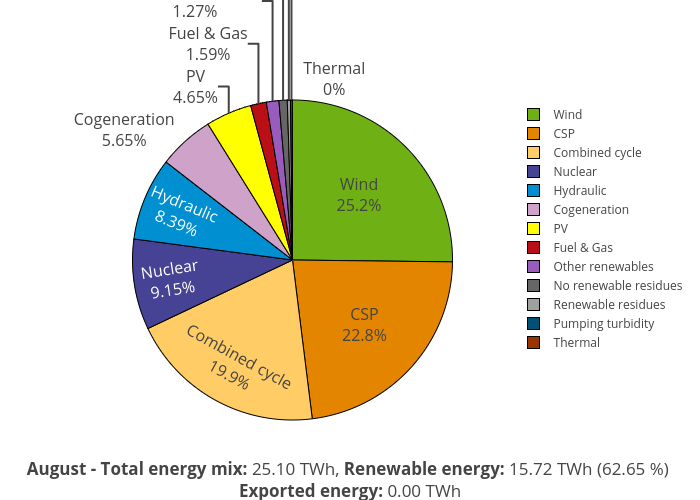 1.27%
Fuel & Gas
1.59%
PV
4.65%
Thermal
0%
Cogeneration
5.65%
Wind
25.2%
Hydraulic
8.39%
Nuclear
9.15%
CSP
22.8%
Combined cycle
19.9%
Wind
CSP
Combined cycle
Nuclear
Hydraulic
Cogeneration
PV
Fuel & Gas
Other renewables
No renewable residues
Renewable residues
Pumping turbidity
Thermal
August - Total energy mix: 25.10 TWh, Renewable energy: 15.72 TWh (62.65 %)
Exported energy: 0.00 TWh